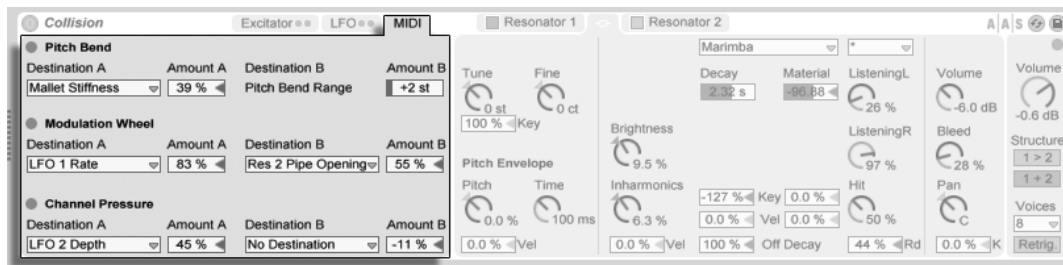 Collision
Excitator LFO MIDI
Resonator 1
Resonator 2
A A S
Pitch Bend
Destination A Amount A Destination B Amount B
Mallet Stiffness 39 % Pitch Bend Range +2 st
Modulation Wheel
Destination A Amount A Destination B Amount B
LFO 1 Rate 83 % Res 2 Pipe Opening 55 %
Channel Pressure
Destination A Amount A Destination B Amount B
LFO 2 Depth 45 % No Destination -11 %
Tune Fine
0 st 0 ct
100 % Key
Pitch Envelope
Pitch Time
0.0 % 100 ms
0.0 % Vel
Brightness
9.5 %
Inharmonics
6.3 %
0.0 % Vel
Marimba *
Decay Material
2.32 s -96.88
-127 % Key 0.0 %
0.0 % Vel 0.0 %
100 % Off Decay
ListeningL
26 %
ListeningR
97 %
Hit
50 %
44 % Rd
Volume
-6.0 dB
Bleed
28 %
Pan
C
0.0 % K
Volume
-0.6 dB
Structure
1 > 2
1 + 2
Voices
8
Retrig.